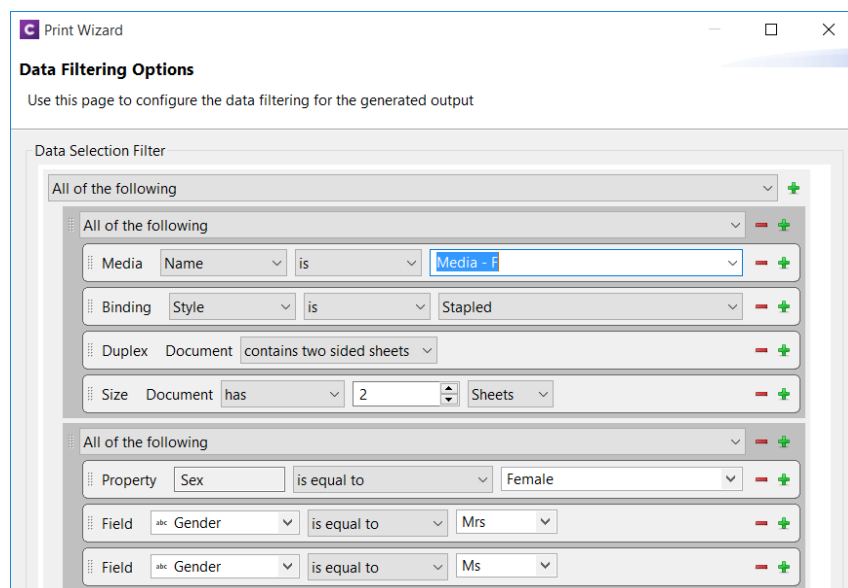 C Print Wizard
Data Filtering Options
Use this page to configure the data filtering for the generated output
Data Selection Filter
All of the following
All of the following
Media Name is Media - F
Binding Style is Stapled
Duplex Document contains two sided sheets
Size Document has 2 Sheets
All of the following
Property Sex is equal to Female
Field abc Gender is equal to Mrs
Field abc Gender is equal to Ms